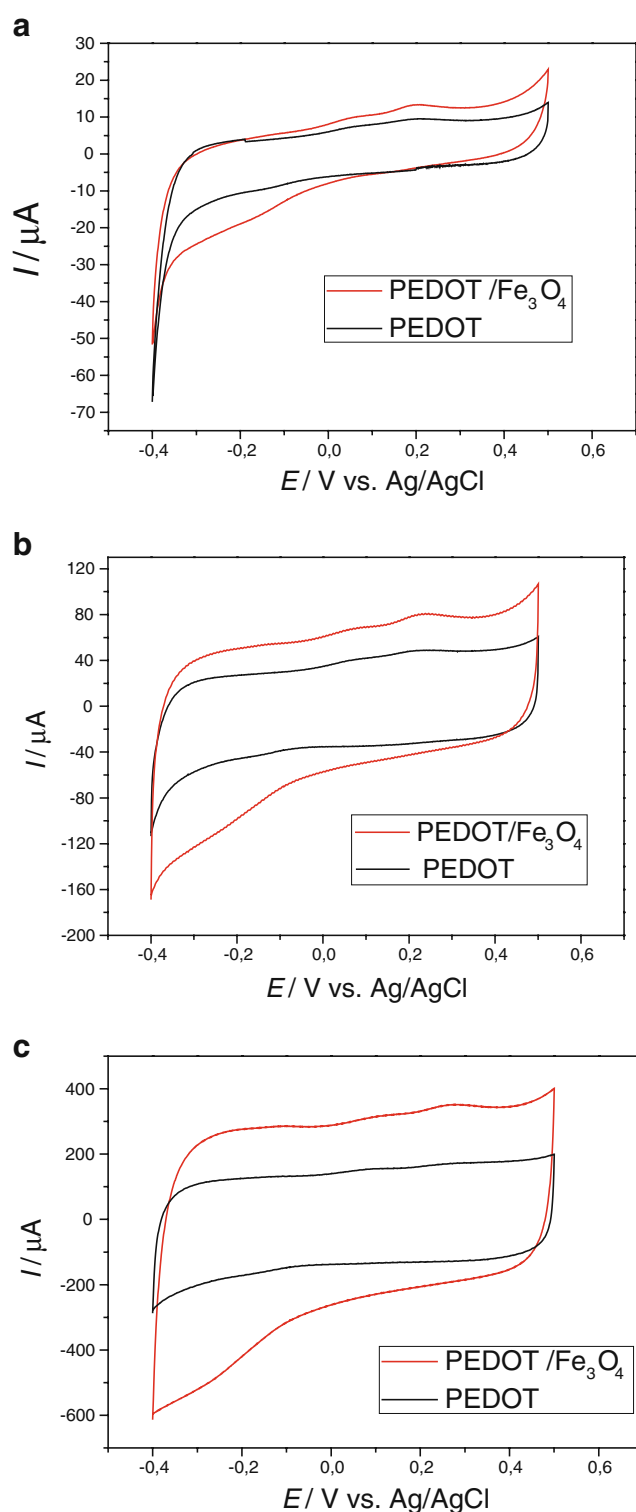 a
30
20
10
0
-10
-20
-30
-40
-50
-60
-70
I / µA
PEDOT /Fe₃O₄
PEDOT
-0,4 -0,2 0,0 0,2 0,4 0,6
E / V vs. Ag/AgCl
b
120
80
40
0
-40
-80
-120
-160
-200
I / µA
PEDOT/Fe₃O₄
PEDOT
-0,4 -0,2 0,0 0,2 0,4 0,6
E / V vs. Ag/AgCl
c
400
200
0
-200
-400
-600
I / µA
PEDOT /Fe₃O₄
PEDOT
-0,4 -0,2 0,0 0,2 0,4 0,6
E / V vs. Ag/AgCl